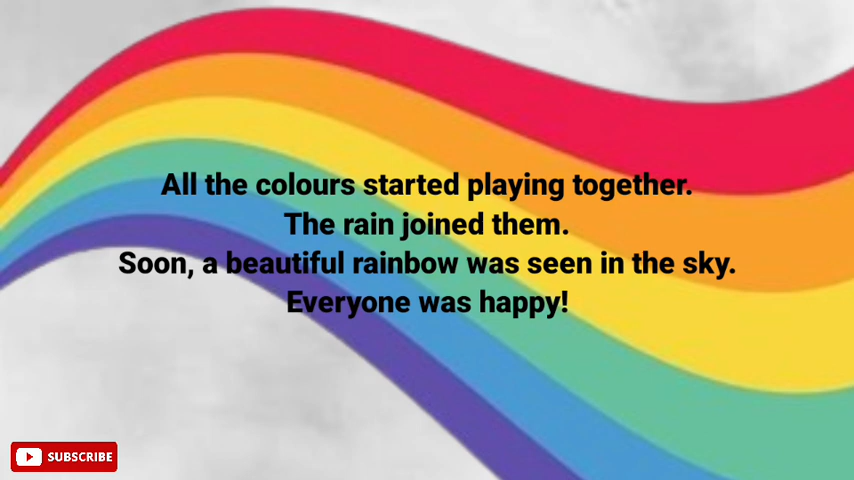 All the colours started playing together.
The rain joined them.
Soon, a beautiful rainbow was seen in the sky.
Everyone was happy!
SUBSCRIBE